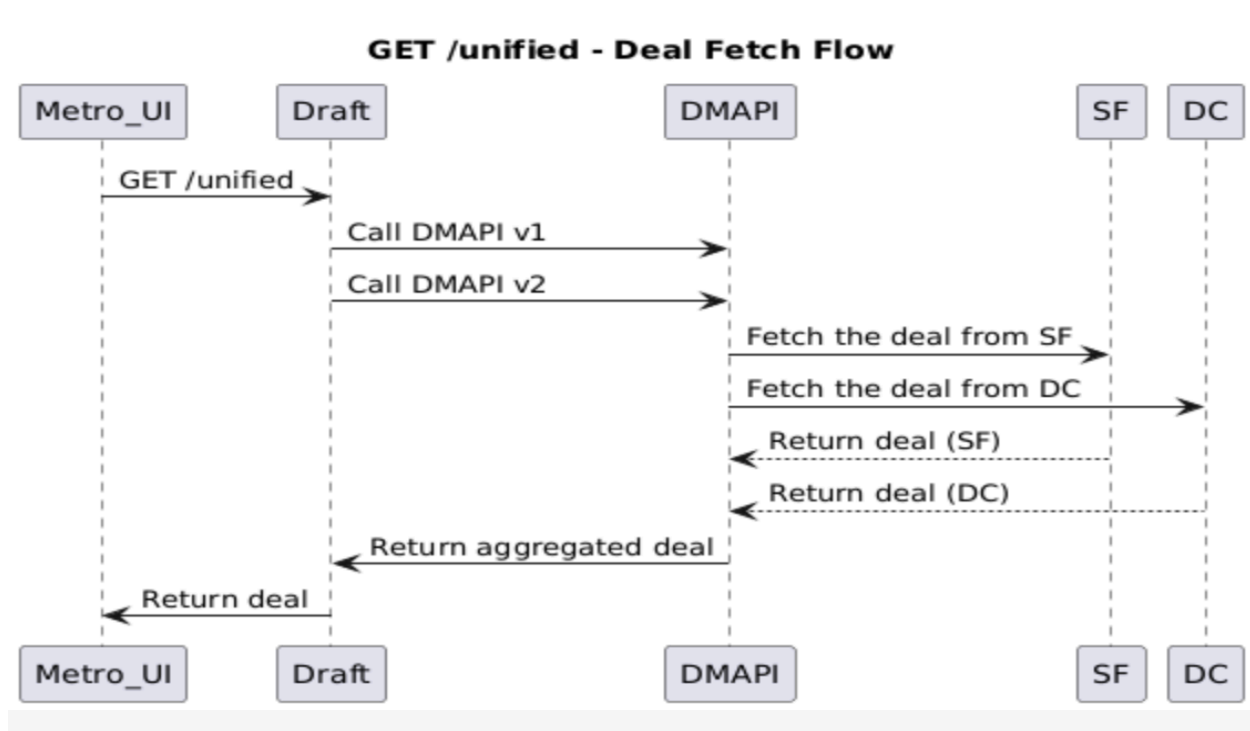 GET /unified - Deal Fetch Flow
Metro_UI Draft DMAPI SF DC
GET /unified
Call DMAPI v1
Call DMAPI v2
Fetch the deal from SF
Fetch the deal from DC
Return deal (SF)
Return deal (DC)
Return aggregated deal
Return deal
Metro_UI Draft DMAPI SF DC